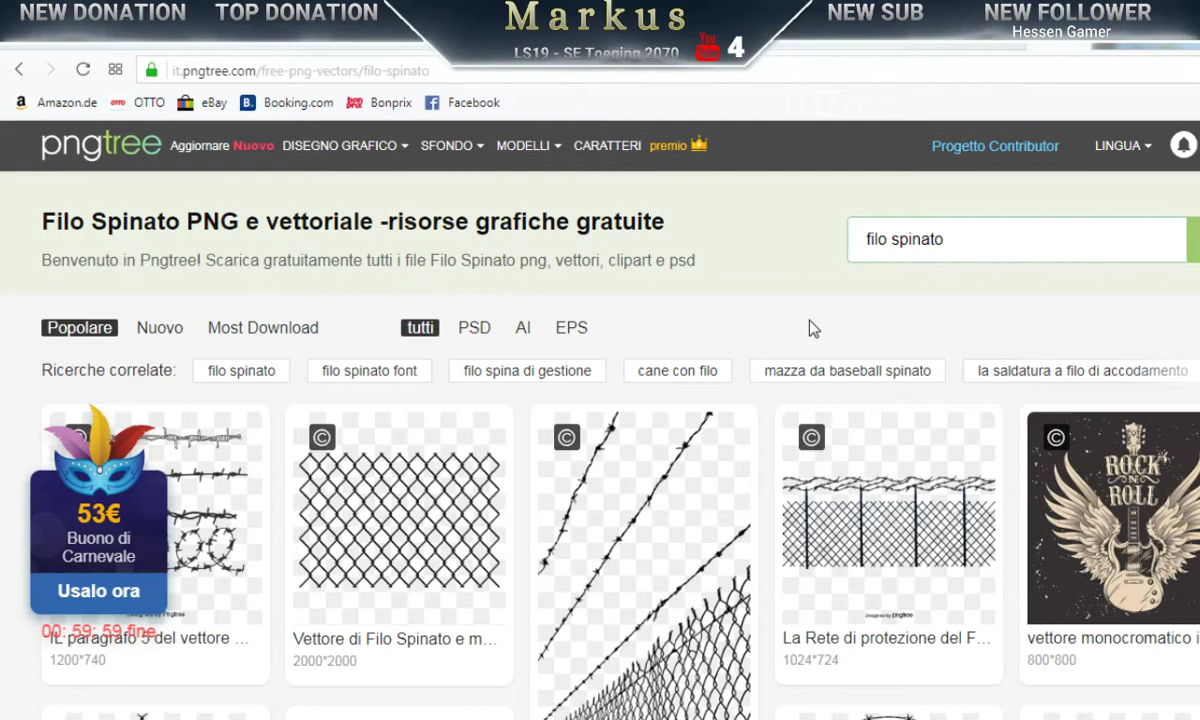 NEW DONATION TOP DONATION Markus NEW SUB NEW FOLLOWER
LS19 - SE Toeging 2070 You 4 Hessen Gamer
it.pngtree.com/free-png-vectors/filo-spinato
Amazon.de OTTO eBay Booking.com Bonprix Facebook
pngtree Aggiornare Nuovo DISEGNO GRAFICO SFONDO MODELLI CARATTERI premio Progetto Contributor LINGUA
Filo Spinato PNG e vettoriale -risorse grafiche gratuite
filo spinato
Benvenuto in Pngtree! Scarica gratuitamente tutti i file Filo Spinato png, vettori, clipart e psd
Popolare Nuovo Most Download tutti PSD AI EPS
Ricerche correlate: filo spinato filo spinato font filo spina di gestione cane con filo mazza da baseball spinato la saldatura a filo di accodamento
ROCK
N
ROLL
53€
Buono di
Carnevale
Usalo ora
00: 59: 59 fine
IL paragrafo 5 del vettore ... Vettore di Filo Spinato e m... La Rete di protezione del F... vettore monocromatico i
1200*740 2000*2000 1024*724 800*800